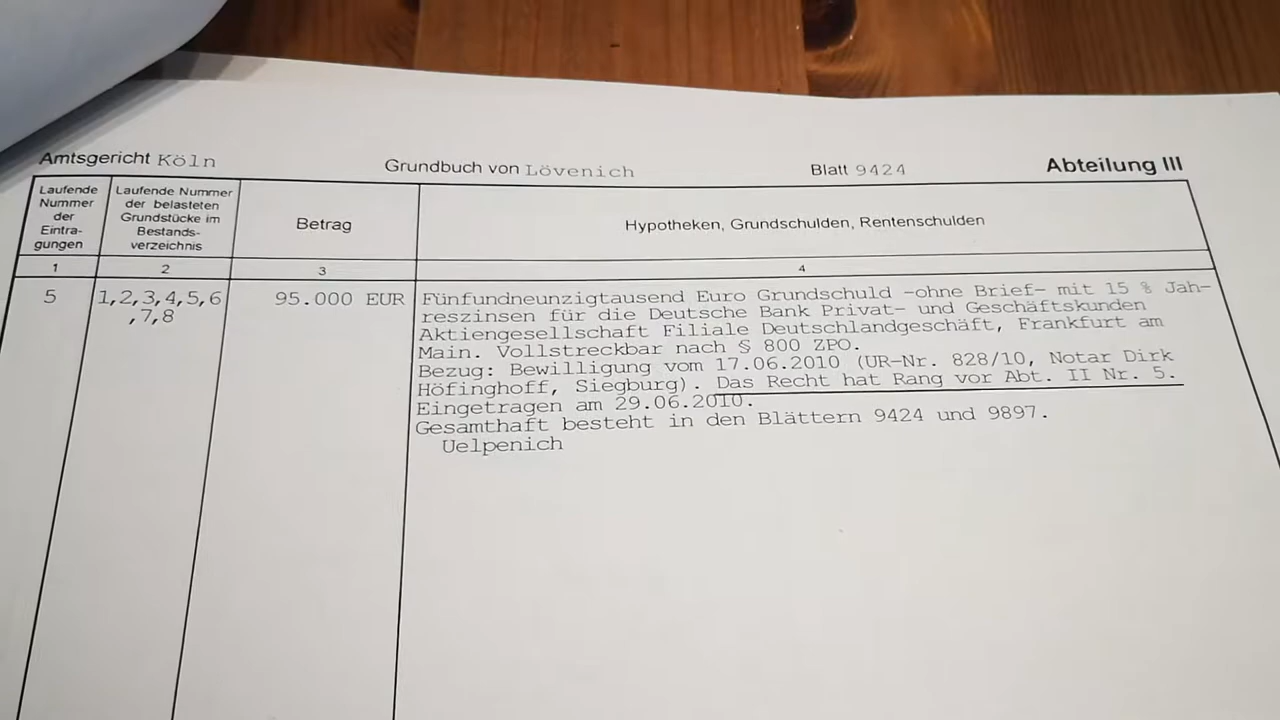 Amtsgericht Köln Grundbuch von Lövenich Blatt 9424 Abteilung III
Laufende
Nummer
der
Eintra-
gungen
Laufende Nummer
der belasteten
Grundstücke im
Bestands-
verzeichnis
Betrag
Hypotheken, Grundschulden, Rentenschulden
1 2 3 4
5
1,2,3,4,5,6
,7,8
95.000 EUR
Fünfundneunzigtausend Euro Grundschuld -ohne Brief- mit 15 % Jah-
reszinsen für die Deutsche Bank Privat- und Geschäftskunden
Aktiengesellschaft Filiale Deutschlandgeschäft, Frankfurt am
Main. Vollstreckbar nach § 800 ZPO.
Bezug: Bewilligung vom 17.06.2010 (UR-Nr. 828/10, Notar Dirk
Höfinghoff, Siegburg). Das Recht hat Rang vor Abt. II Nr. 5.
Eingetragen am 29.06.2010.
Gesamthaft besteht in den Blättern 9424 und 9897.
Uelpenich